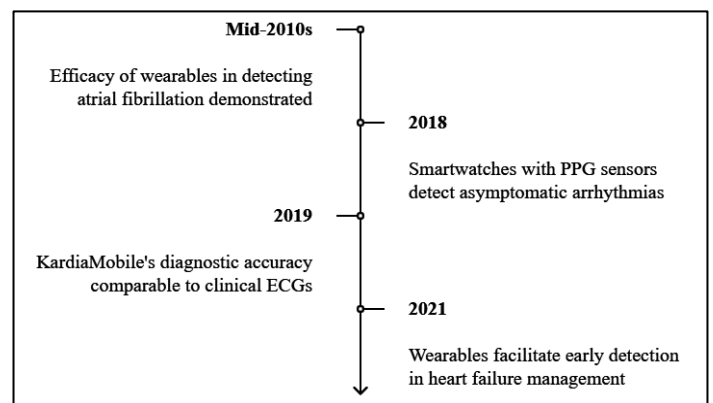 Mid-2010s
Efficacy of wearables in detecting
atrial fibrillation demonstrated
2018
Smartwatches with PPG sensors
detect asymptomatic arrhythmias
2019
KardiaMobile's diagnostic accuracy
comparable to clinical ECGs
2021
Wearables facilitate early detection
in heart failure management